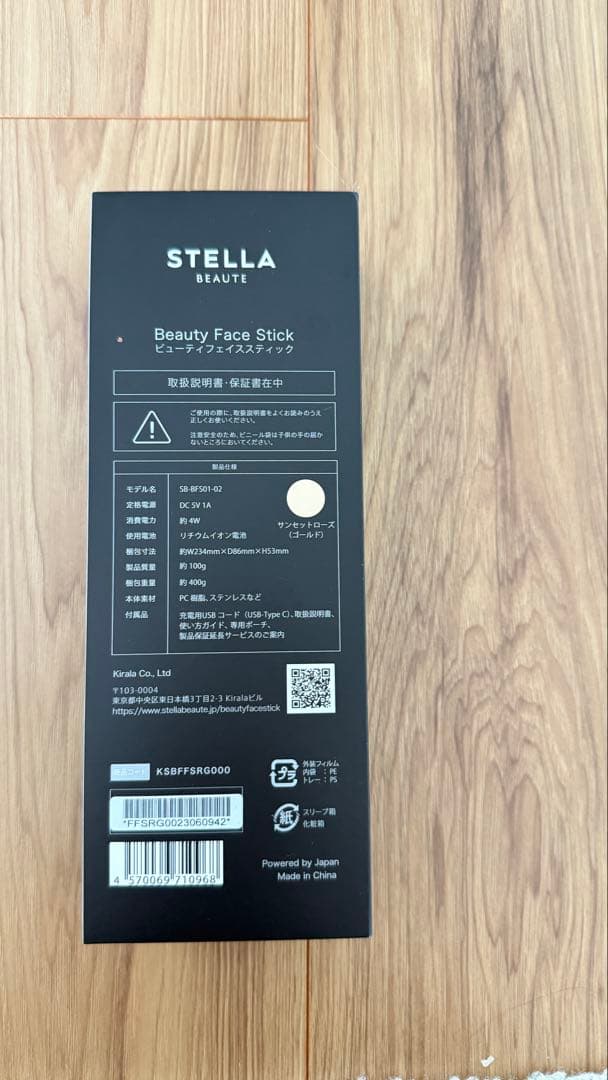 STELLA
BEAUTE
Beauty Face Stick
ビューティフェイススティック
取扱説明書・保証書在中
ご使用の際に、取扱説明書をよくお読みのうえ
正しくお使いください。
注意安全のため、ビニール袋は子供の手の届か
ないところにおいてください。
製品仕様
モデル名 SB-BFS01-02
定格電源 DC 5V 1A
消費電力 約 4W
使用電池 リチウムイオン電池
梱包寸法 約W234mm×D86mm×H53mm
製品質量 約 100g
梱包重量 約 400g
本体素材 PC 樹脂、ステンレスなど
付属品 充電用USB コード（USB-Type C）、取扱説明書、
使い方ガイド、専用ポーチ、
製品保証延長サービスのご案内
サンセットローズ
（ゴールド）
Kirala Co., Ltd
〒103-0004
東京都中央区東日本橋3丁目2-3 Kiralaビル
https://www.stellabeaute.jp/beautyfacestick
KSBFFSRG000
*FFSRG0023060942*
4 570069 710968
プラ
外装フィルム
内袋 ：PE
トレー：PS
紙
スリーブ箱
化粧箱
Powered by Japan
Made in China